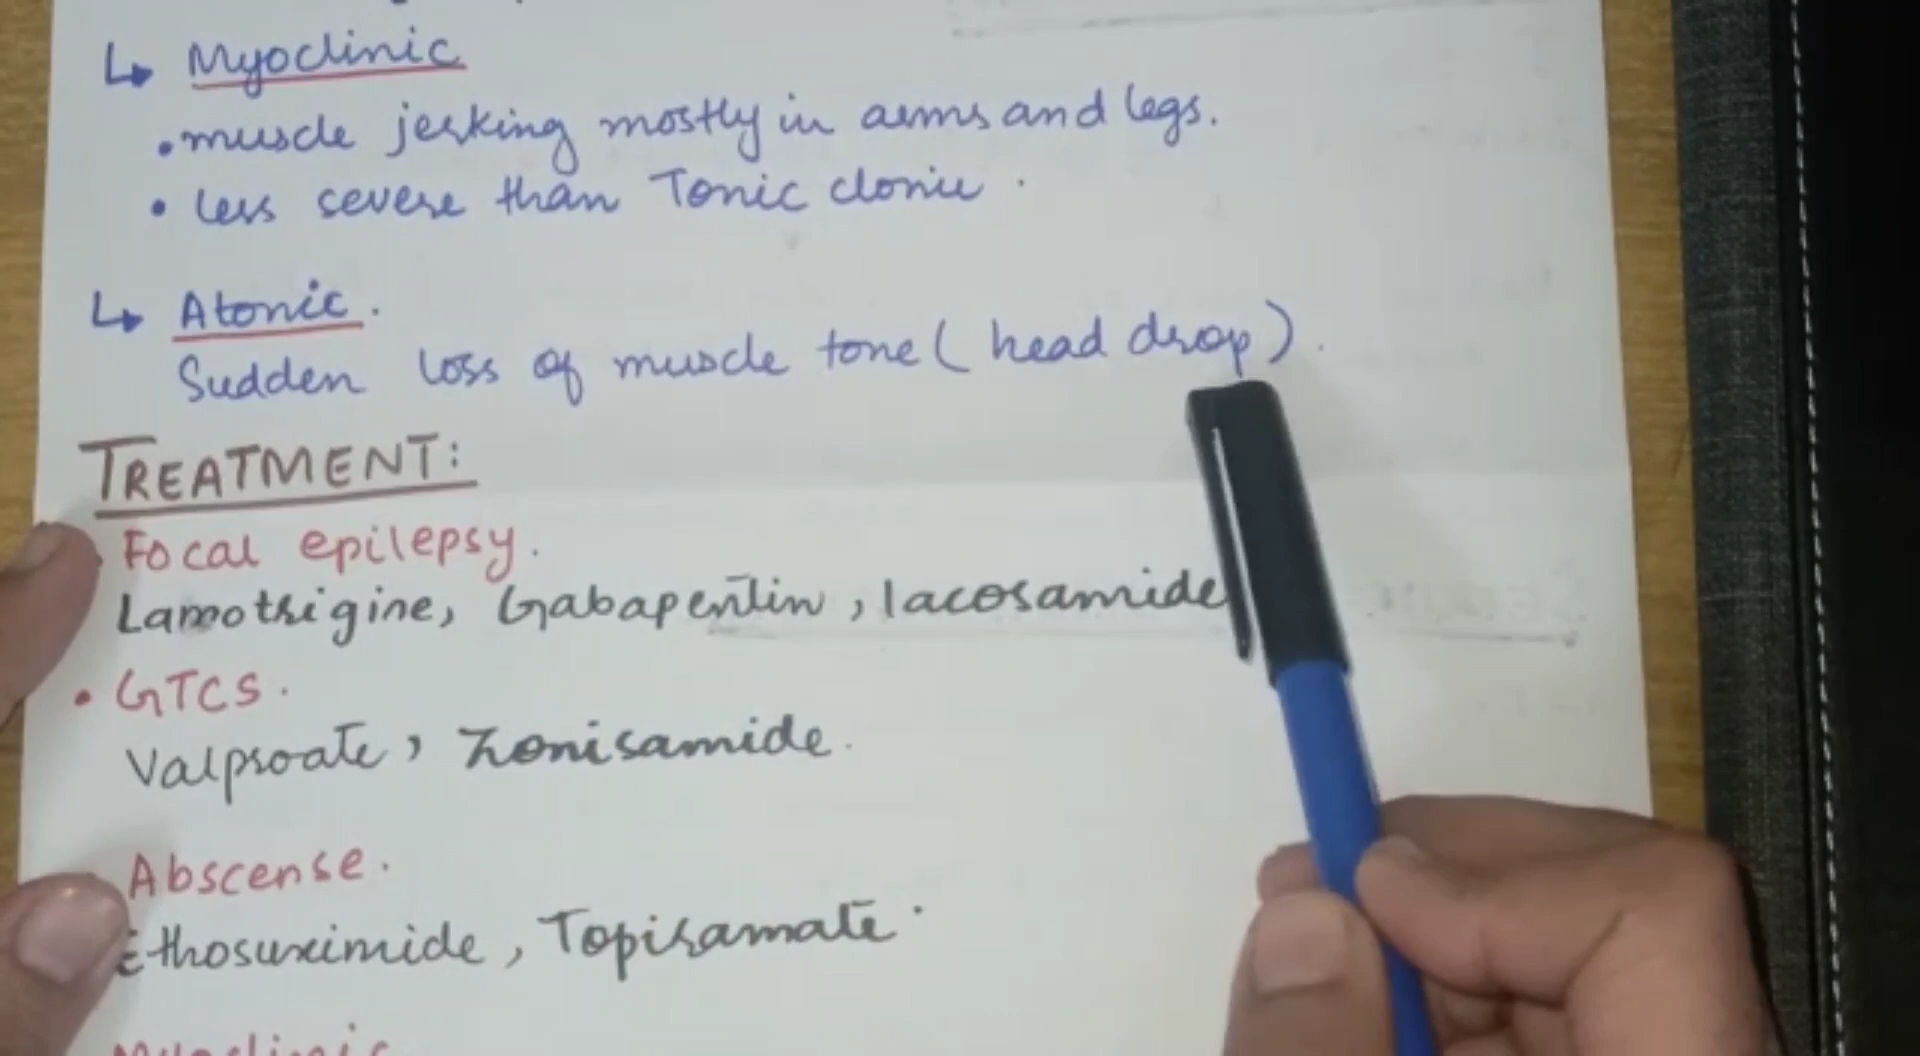 ↳ Myoclinic
• muscle jerking mostly in arms and legs.
• less severe than Tonic clonic.
↳ Atonic.
Sudden loss of muscle tone (head drop).
TREATMENT:
Focal epilepsy.
Lamotrigine, Gabapentin, lacosamide
• GTCS.
Valproate, Zonisamide.
Abscense.
Ethosuximide, Topiramate.
Myoclinic